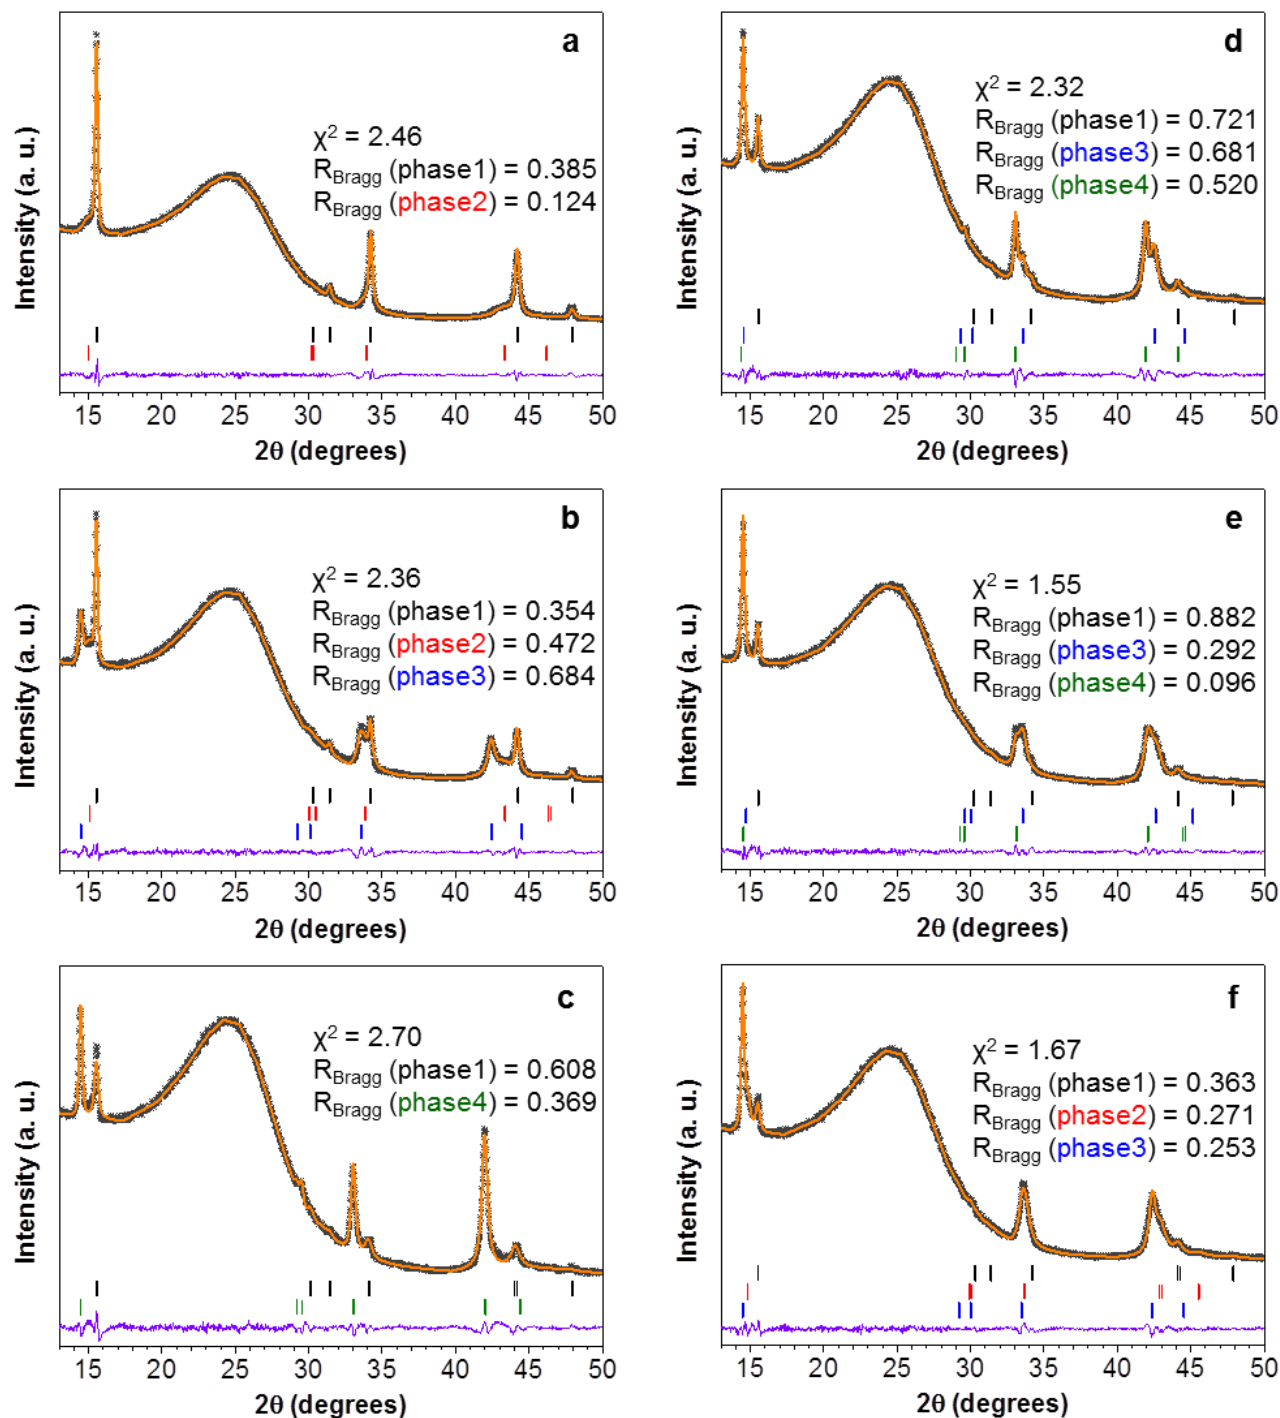 a
χ² = 2.46
R_Bragg (phase1) = 0.385
R_Bragg (phase2) = 0.124
Intensity (a. u.)
15 20 25 30 35 40 45 50
2θ (degrees)
d
χ² = 2.32
R_Bragg (phase1) = 0.721
R_Bragg (phase3) = 0.681
R_Bragg (phase4) = 0.520
Intensity (a. u.)
15 20 25 30 35 40 45 50
2θ (degrees)
b
χ² = 2.36
R_Bragg (phase1) = 0.354
R_Bragg (phase2) = 0.472
R_Bragg (phase3) = 0.684
Intensity (a. u.)
15 20 25 30 35 40 45 50
2θ (degrees)
e
χ² = 1.55
R_Bragg (phase1) = 0.882
R_Bragg (phase3) = 0.292
R_Bragg (phase4) = 0.096
Intensity (a. u.)
15 20 25 30 35 40 45 50
2θ (degrees)
c
χ² = 2.70
R_Bragg (phase1) = 0.608
R_Bragg (phase4) = 0.369
Intensity (a. u.)
15 20 25 30 35 40 45 50
2θ (degrees)
f
χ² = 1.67
R_Bragg (phase1) = 0.363
R_Bragg (phase2) = 0.271
R_Bragg (phase3) = 0.253
Intensity (a. u.)
15 20 25 30 35 40 45 50
2θ (degrees)